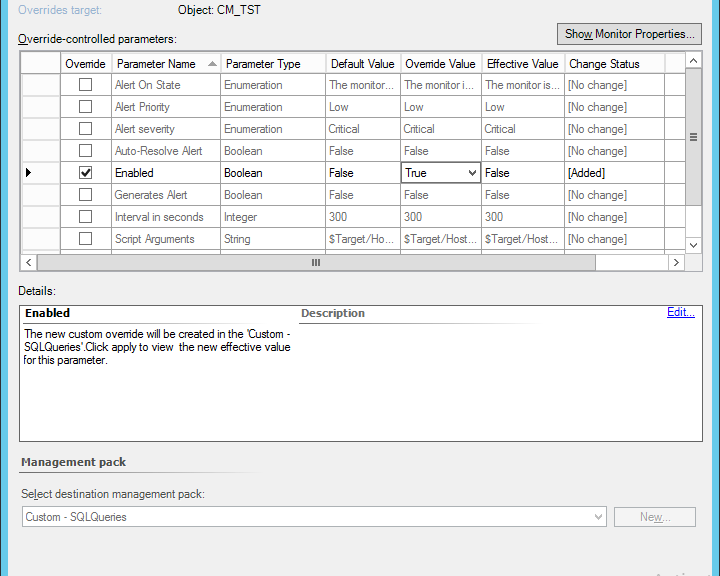 Overrides target: Object: CM_TST
Override-controlled parameters: Show Monitor Properties...
Override Parameter Name Parameter Type Default Value Override Value Effective Value Change Status
Alert On State Enumeration The monitor... The monitor i... The monitor is... [No change]
Alert Priority Enumeration Low Low Low [No change]
Alert severity Enumeration Critical Critical Critical [No change]
Auto-Resolve Alert Boolean False False False [No change]
Enabled Boolean False True False [Added]
Generates Alert Boolean False False False [No change]
Interval in seconds Integer 300 300 300 [No change]
Script Arguments String $Target/Ho... $Target/Host... $Target/Host... [No change]
Details:
Enabled Description Edit...
The new custom override will be created in the 'Custom -
SQLQueries'.Click apply to view the new effective value
for this parameter.
Management pack
Select destination management pack:
Custom - SQLQueries New...